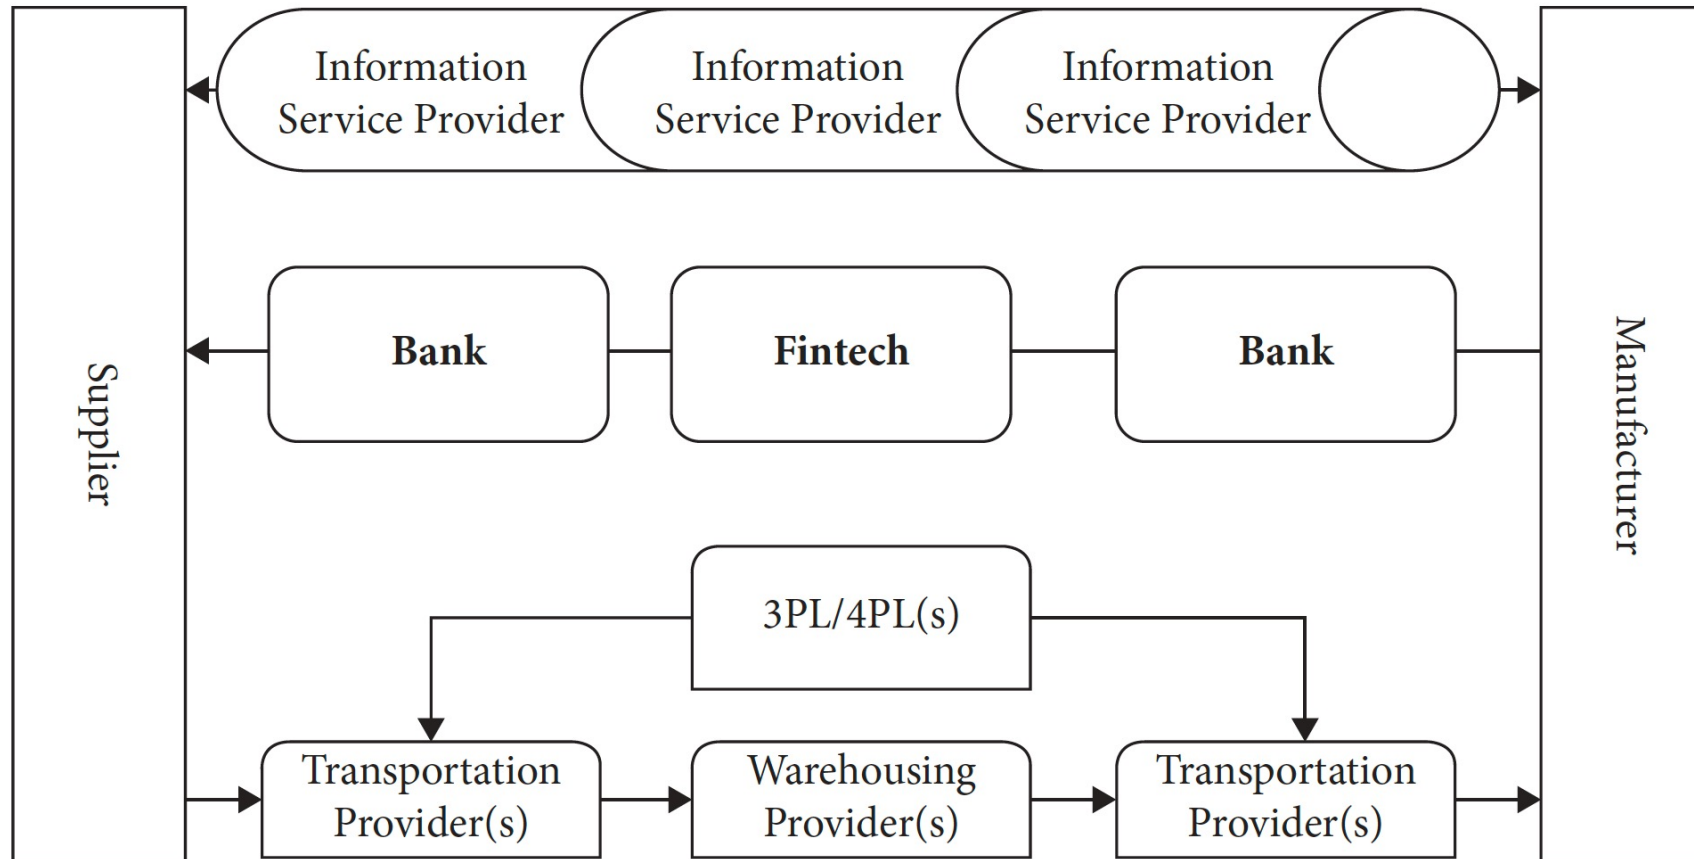 Information
Service Provider
Information
Service Provider
Information
Service Provider
Supplier
Bank
Fintech
Bank
Manufacturer
3PL/4PL(s)
Transportation
Provider(s)
Warehousing
Provider(s)
Transportation
Provider(s)